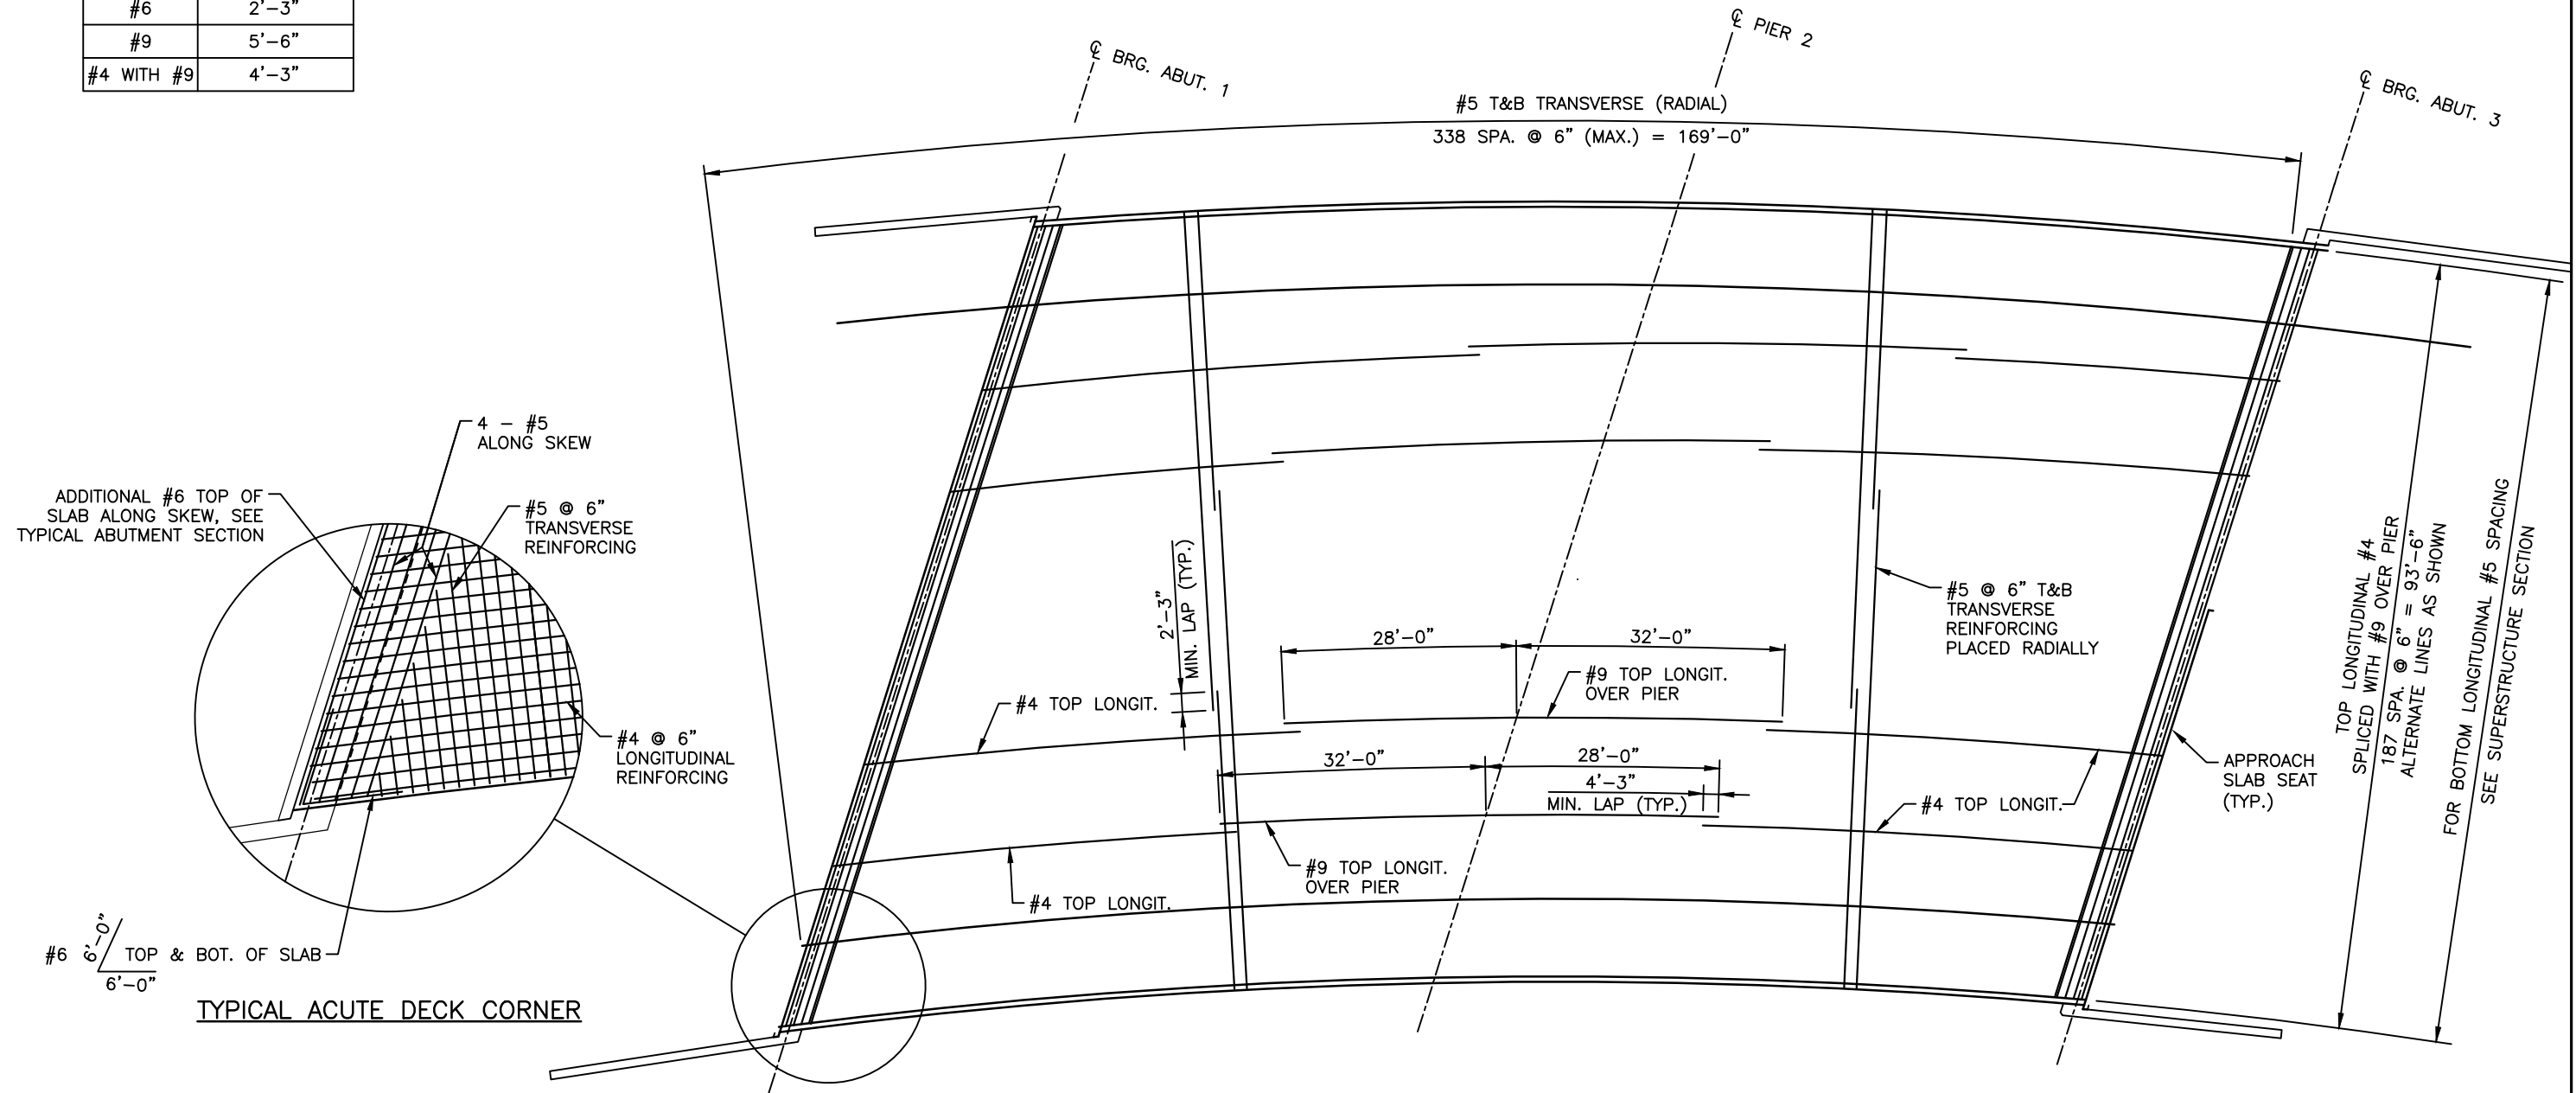 #6 2'-3"
#9 5'-6"
#4 WITH #9 4'-3"
℄ BRG. ABUT. 1
℄ PIER 2
℄ BRG. ABUT. 3
#5 T&B TRANSVERSE (RADIAL)
338 SPA. @ 6" (MAX.) = 169'-0"
4 - #5
ALONG SKEW
ADDITIONAL #6 TOP OF
SLAB ALONG SKEW, SEE
TYPICAL ABUTMENT SECTION
#5 @ 6"
TRANSVERSE
REINFORCING
#4 @ 6"
LONGITUDINAL
REINFORCING
#6 6'-0" TOP & BOT. OF SLAB
6'-0"
TYPICAL ACUTE DECK CORNER
2'-3"
MIN. LAP (TYP.)
28'-0" 32'-0"
#9 TOP LONGIT.
OVER PIER
#4 TOP LONGIT.
32'-0" 28'-0"
4'-3"
MIN. LAP (TYP.)
#9 TOP LONGIT.
OVER PIER
#4 TOP LONGIT.
#4 TOP LONGIT.
#5 @ 6" T&B
TRANSVERSE
REINFORCING
PLACED RADIALLY
APPROACH
SLAB SEAT
(TYP.)
TOP LONGITUDINAL #4
SPLICED WITH #9 OVER PIER
187 SPA. @ 6" = 93'-6"
ALTERNATE LINES AS SHOWN
FOR BOTTOM LONGITUDINAL #5 SPACING
SEE SUPERSTRUCTURE SECTION